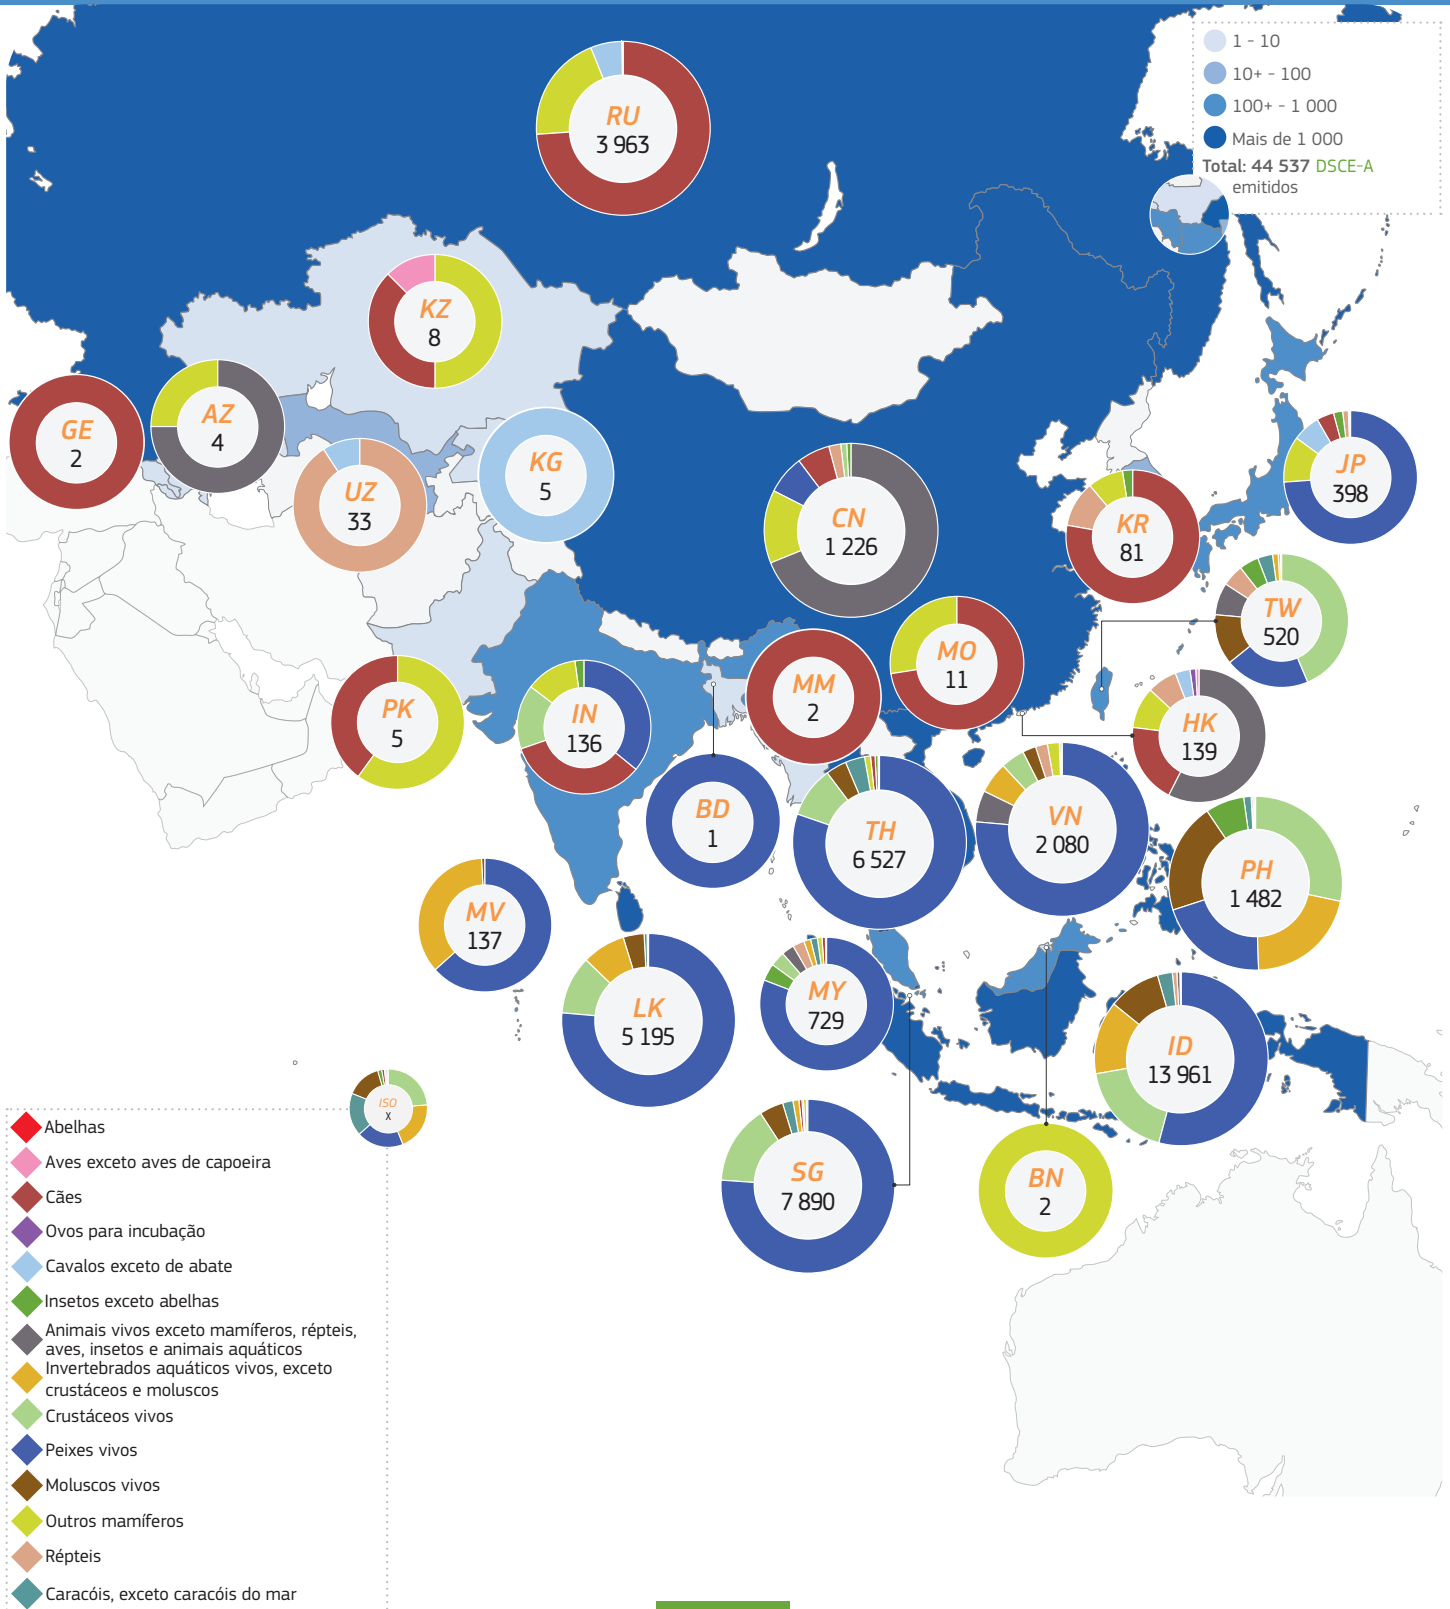 1 - 10
10+ - 100
100+ - 1 000
Mais de 1 000
Total: 44 537 DSCE-A
emitidos
RU
3 963
KZ
8
GE
2
AZ
4
UZ
33
KG
5
CN
1 226
KR
81
JP
398
TW
520
MO
11
MM
2
HK
139
PK
5
IN
136
BD
1
TH
6 527
VN
2 080
PH
1 482
MV
137
LK
5 195
MY
729
ID
13 961
SG
7 890
BN
2
ISO
X
Abelhas
Aves exceto aves de capoeira
Cães
Ovos para incubação
Cavalos exceto de abate
Insetos exceto abelhas
Animais vivos exceto mamíferos, répteis,
aves, insetos e animais aquáticos
Invertebrados aquáticos vivos, exceto
crustáceos e moluscos
Crustáceos vivos
Peixes vivos
Moluscos vivos
Outros mamíferos
Répteis
Caracóis, exceto caracóis do mar